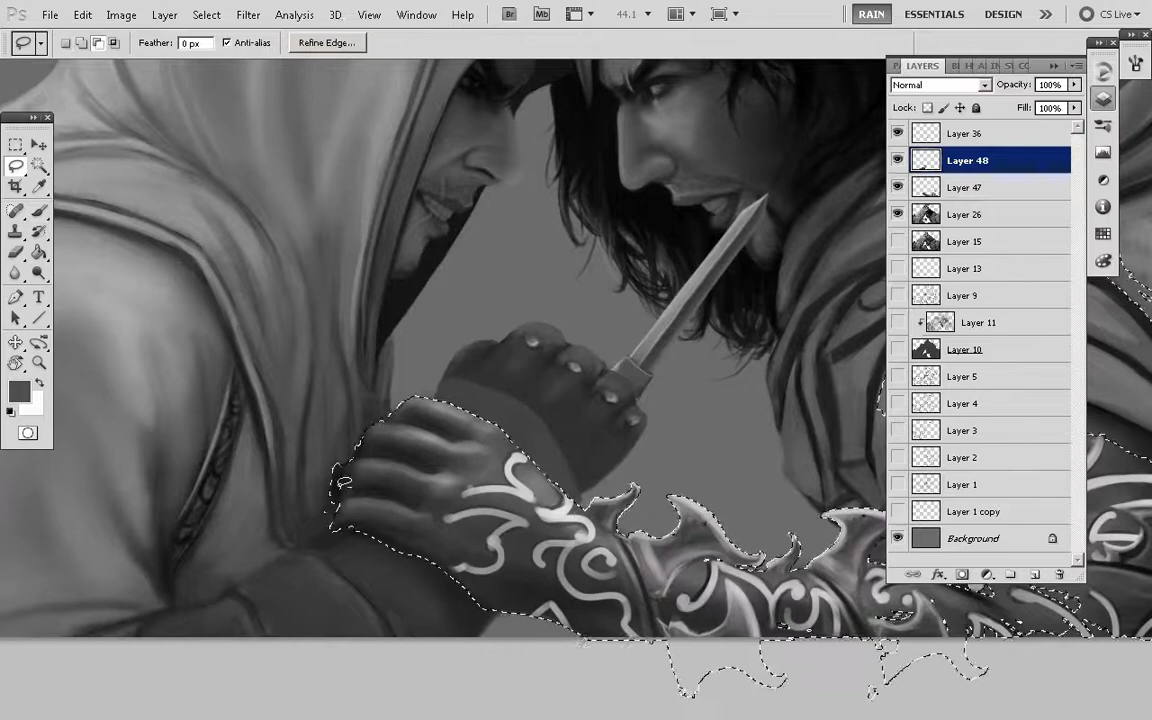 Ps File Edit Image Layer Select Filter Analysis 3D View Window Help Br Mb 44.1 RAIN ESSENTIALS DESIGN CS Live
Feather: 0 px Anti-alias Refine Edge...
LAYERS
Normal Opacity: 100%
Lock: Fill: 100%
Layer 36
Layer 48
Layer 47
Layer 26
Layer 15
Layer 13
Layer 9
Layer 11
Layer 10
Layer 5
Layer 4
Layer 3
Layer 2
Layer 1
Layer 1 copy
Background